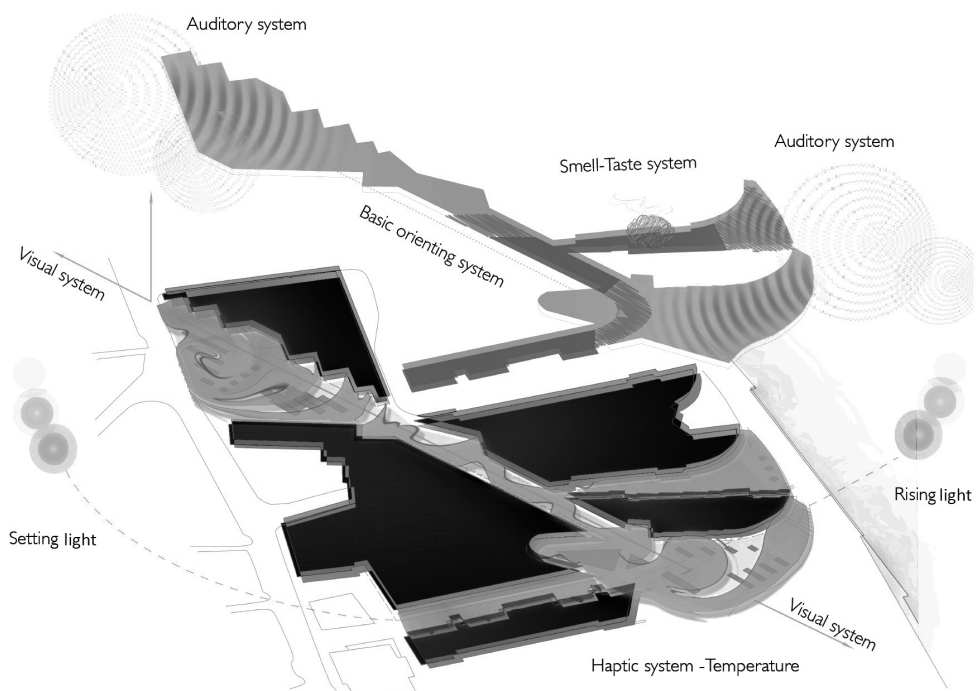 Auditory system
Auditory system
Smell-Taste system
Basic orienting system
Visual system
Rising light
Setting light
Visual system
Haptic system -Temperature